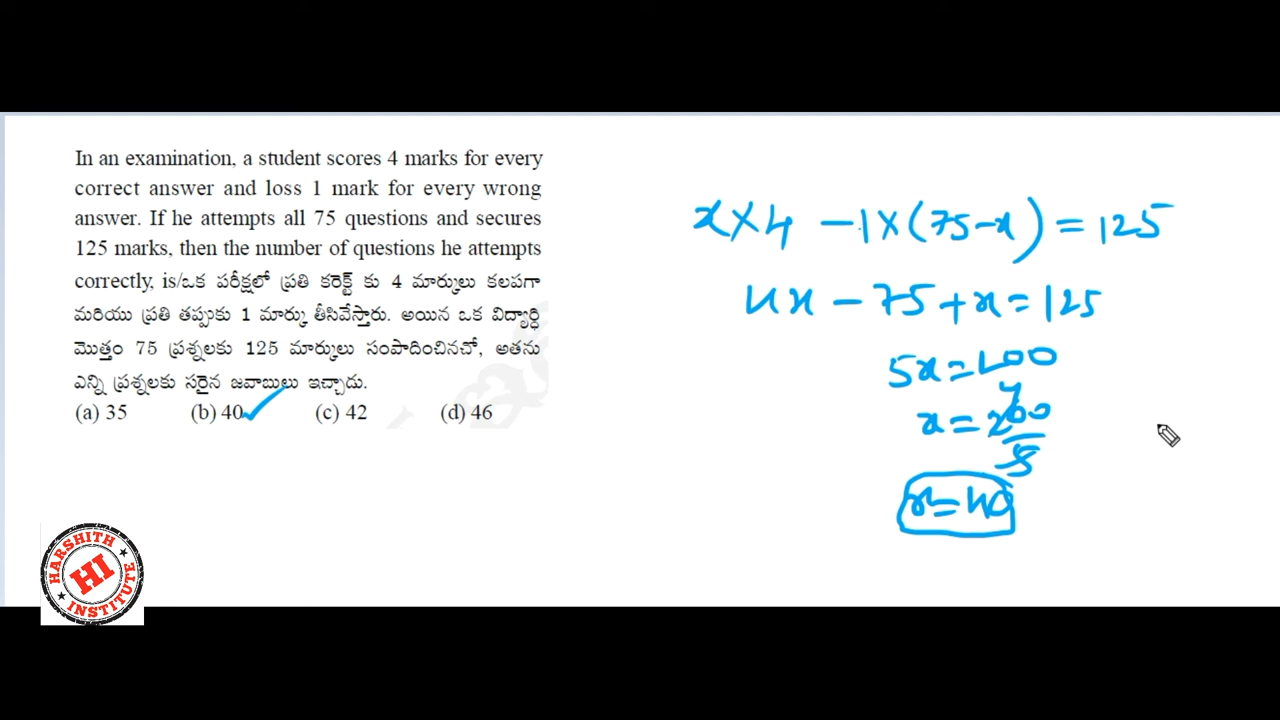 In an examination, a student scores 4 marks for every
correct answer and loss 1 mark for every wrong
answer. If he attempts all 75 questions and secures
125 marks, then the number of questions he attempts
correctly, is/ఒక పరీక్షలో ప్రతి కరెక్ట్ కు 4 మార్కులు కలపగా
మరియు ప్రతి తప్పుకు 1 మార్కు తీసివేస్తారు. అయిన ఒక విద్యార్థి
మొత్తం 75 ప్రశ్నలకు 125 మార్కులు సంపాదించినచో, అతను
ఎన్ని ప్రశ్నలకు సరైన జవాబులు ఇచ్చాడు.
(a) 35 (b) 40 (c) 42 (d) 46
x×4 -1×(75-x) = 125
4x - 75 + x = 125
5x = 200
x = 200/5
x = 40
HARSHITH
HI
INSTITUTE